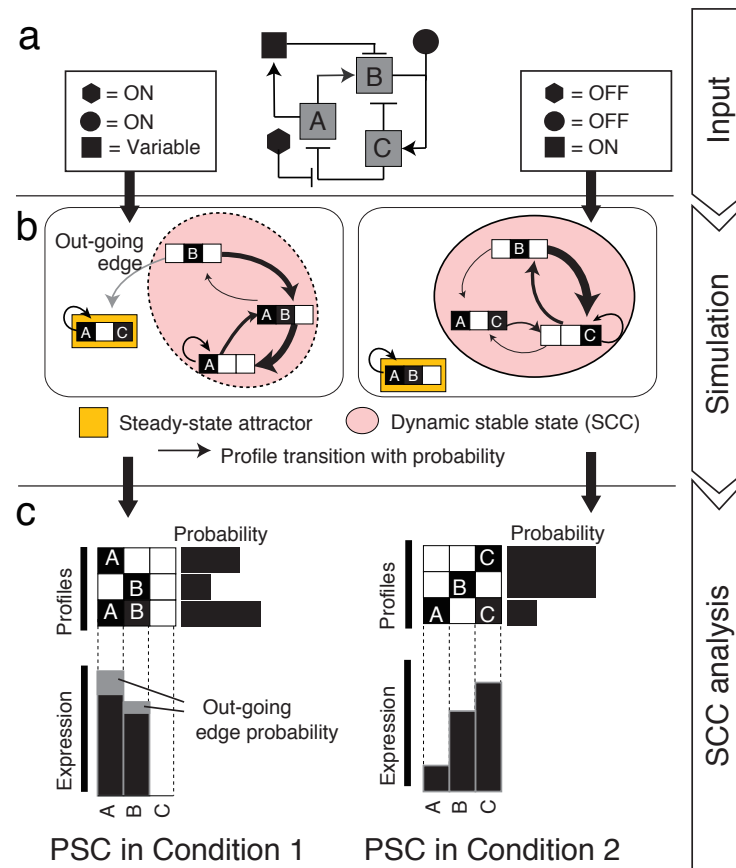 a
B
A
C
= ON
= ON
= Variable
= OFF
= OFF
= ON
Input
b
Out-going
edge
B
A B
A
A C
B
A C
C
A B
Steady-state attractor
Dynamic stable state (SCC)
Profile transition with probability
Simulation
c
Probability
Profiles
A
B
A B
Expression
Out-going
edge probability
A B C
PSC in Condition 1
Probability
Profiles
C
B
A C
Expression
A B C
PSC in Condition 2
SCC analysis